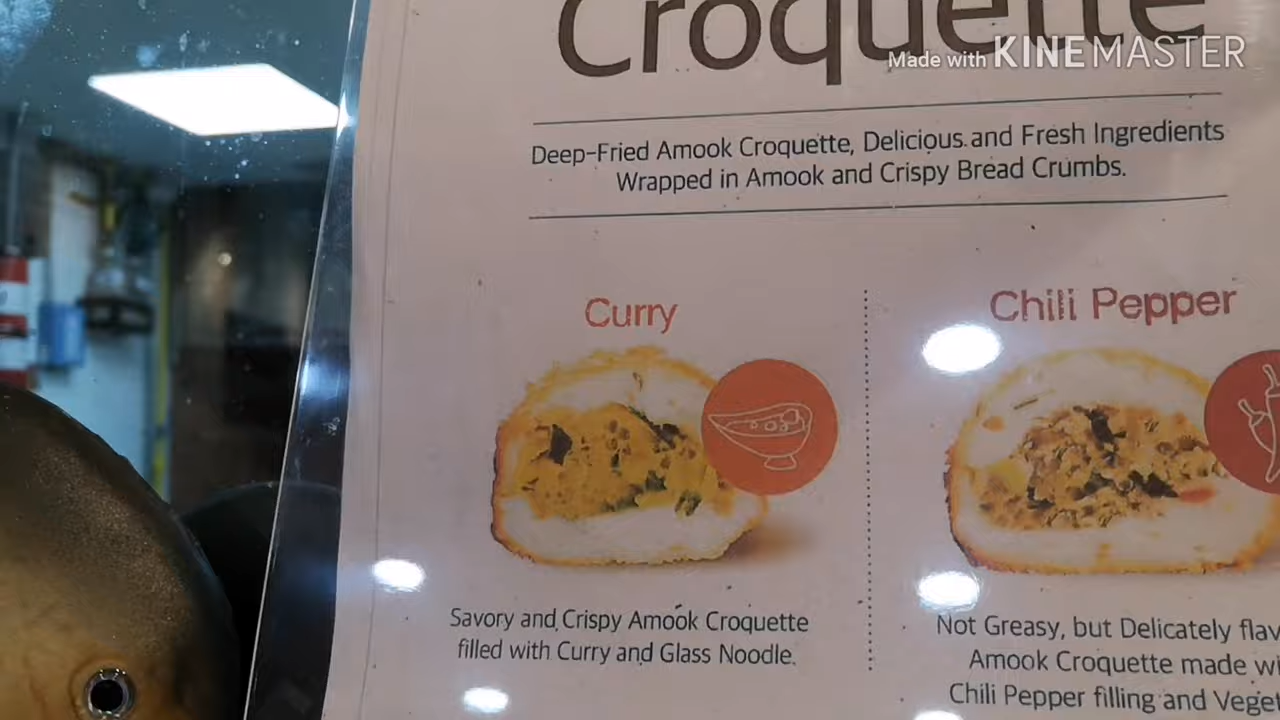 Croquette
Made with KINEMASTER
Deep-Fried Amook Croquette, Delicious and Fresh Ingredients
Wrapped in Amook and Crispy Bread Crumbs.
Curry
Chili Pepper
Savory and Crispy Amook Croquette
filled with Curry and Glass Noodle.
Not Greasy, but Delicately
Amook Croquette made
Chili Pepper filling and